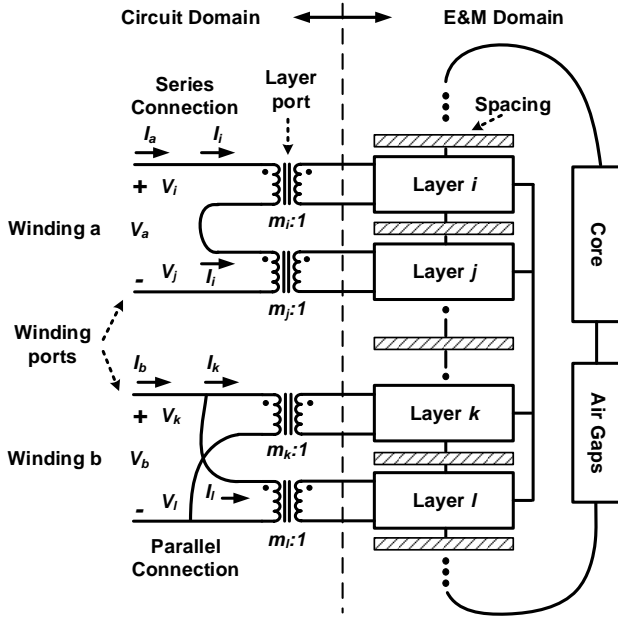 Circuit Domain
E&M Domain
Series
Connection
Layer
port
Spacing
I_a
I_i
+
V_i
m_i:1
Layer i
Winding a
V_a
Core
-
V_j
I_i
m_j:1
Layer j
Winding
ports
I_b
I_k
+
V_k
m_k:1
Layer k
Air Gaps
Winding b
V_b
-
V_l
I_l
m_l:1
Layer l
Parallel
Connection